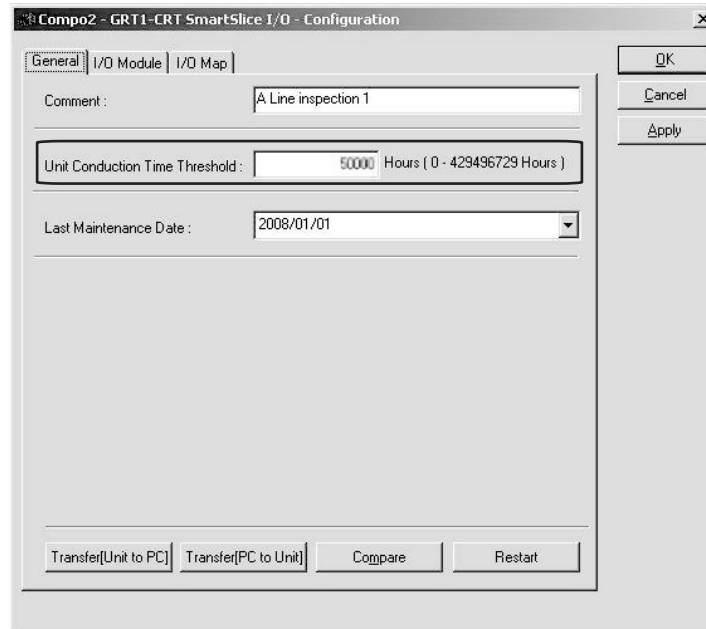 Compo2 - GRT1-CRT SmartSlice I/O - Configuration
General I/O Module I/O Map
OK
Cancel
Apply
Comment : A Line inspection 1
Unit Conduction Time Threshold : 50000 Hours ( 0 - 429496729 Hours )
Last Maintenance Date : 2008/01/01
Transfer[Unit to PC] Transfer[PC to Unit] Compare Restart